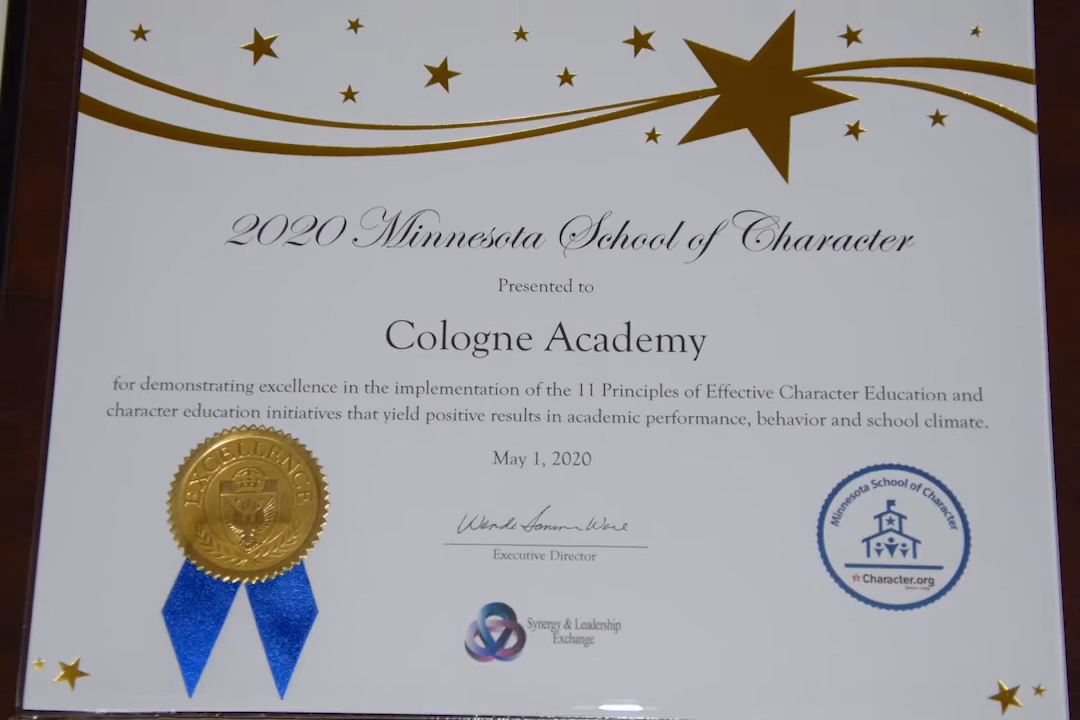 2020 Minnesota School of Character
Presented to
Cologne Academy
for demonstrating excellence in the implementation of the 11 Principles of Effective Character Education and
character education initiatives that yield positive results in academic performance, behavior and school climate.
May 1, 2020
EXCELLENCE
Executive Director
Minnesota School of Character
Character.org
Synergy & Leadership
Exchange